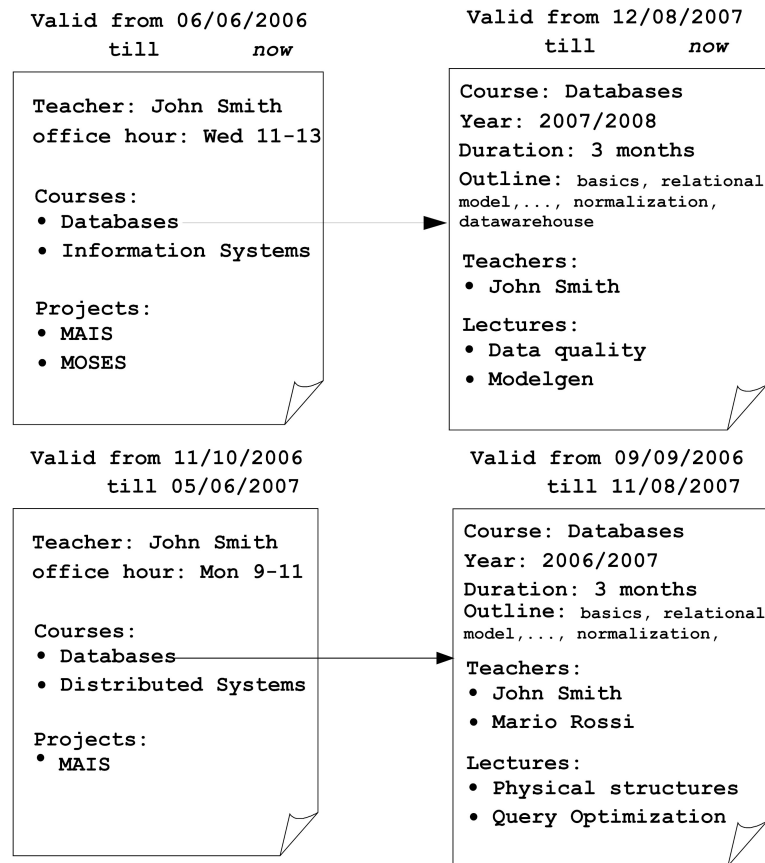 Valid from 06/06/2006
till now
Teacher: John Smith
office hour: Wed 11-13
Courses:
• Databases
• Information Systems
Projects:
• MAIS
• MOSES
Valid from 12/08/2007
till now
Course: Databases
Year: 2007/2008
Duration: 3 months
Outline: basics, relational
model,..., normalization,
datawarehouse
Teachers:
• John Smith
Lectures:
• Data quality
• Modelgen
Valid from 11/10/2006
till 05/06/2007
Teacher: John Smith
office hour: Mon 9-11
Courses:
• Databases
• Distributed Systems
Projects:
• MAIS
Valid from 09/09/2006
till 11/08/2007
Course: Databases
Year: 2006/2007
Duration: 3 months
Outline: basics, relational
model,..., normalization,
Teachers:
• John Smith
• Mario Rossi
Lectures:
• Physical structures
• Query Optimization